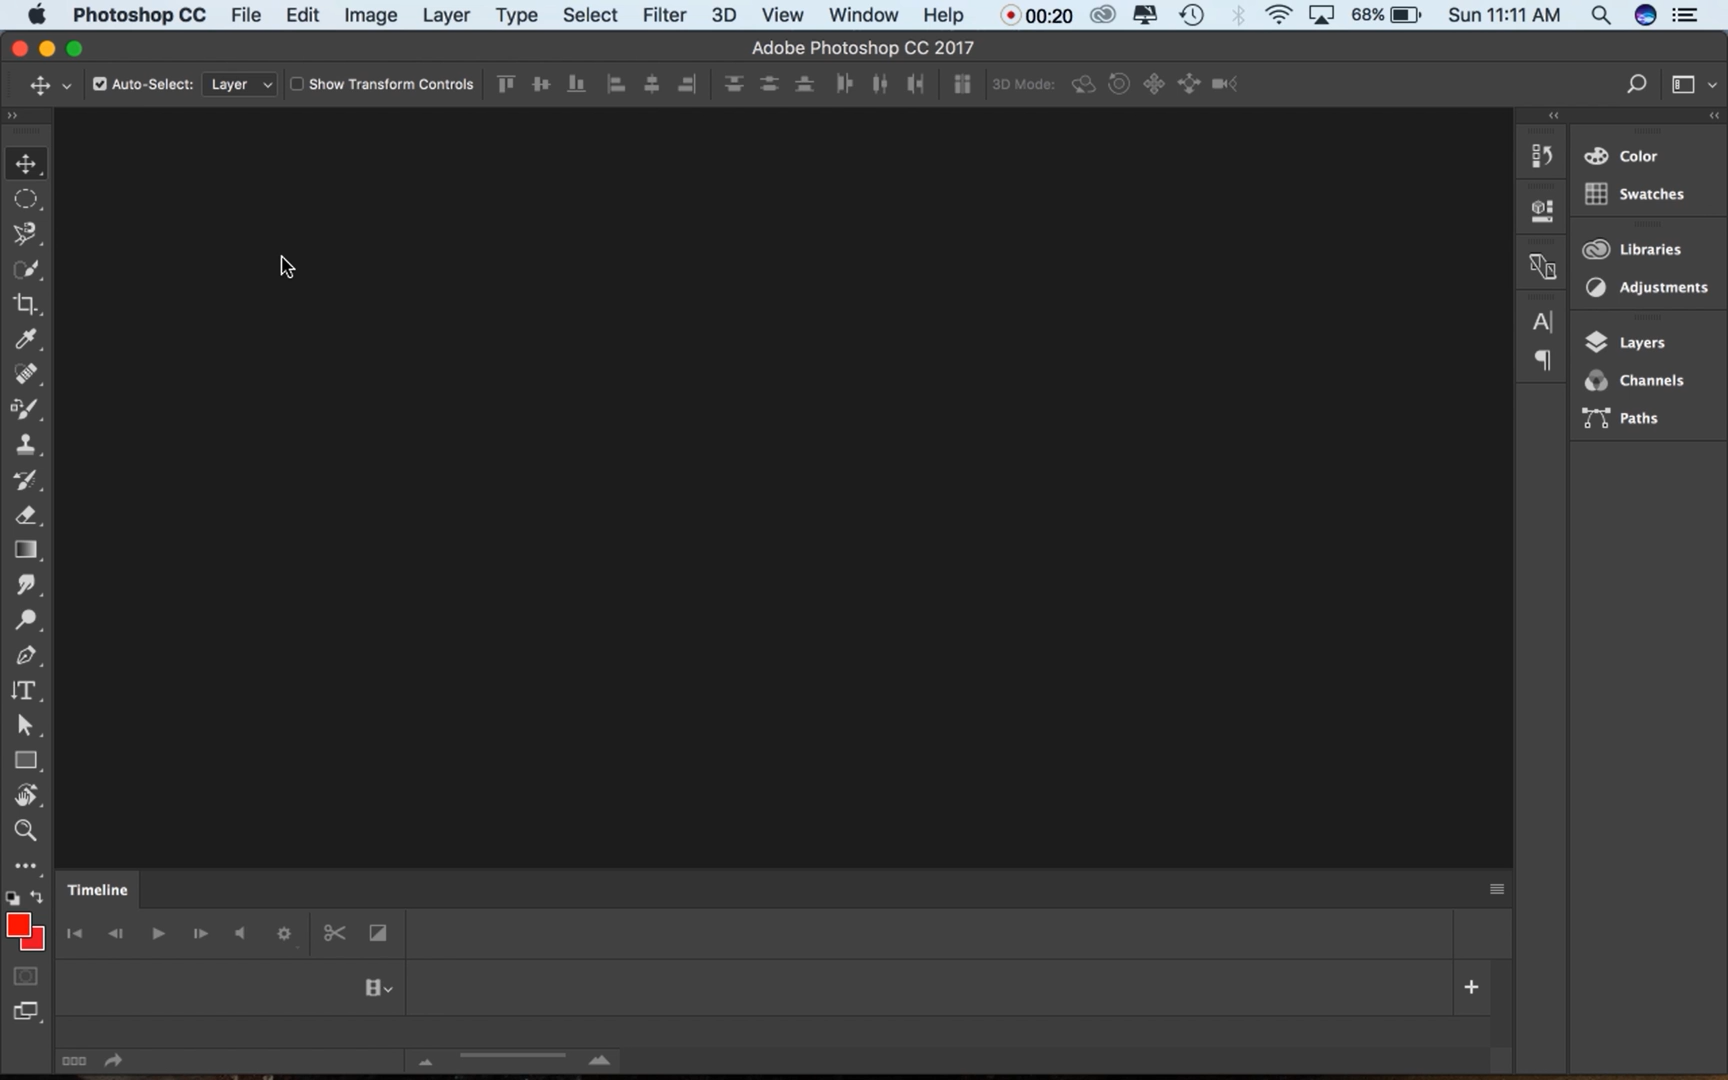 Photoshop CC File Edit Image Layer Type Select Filter 3D View Window Help 00:20 68% Sun 11:11 AM
Adobe Photoshop CC 2017
Auto-Select: Layer Show Transform Controls 3D Mode:
Color
Swatches
Libraries
Adjustments
Layers
Channels
Paths
Timeline